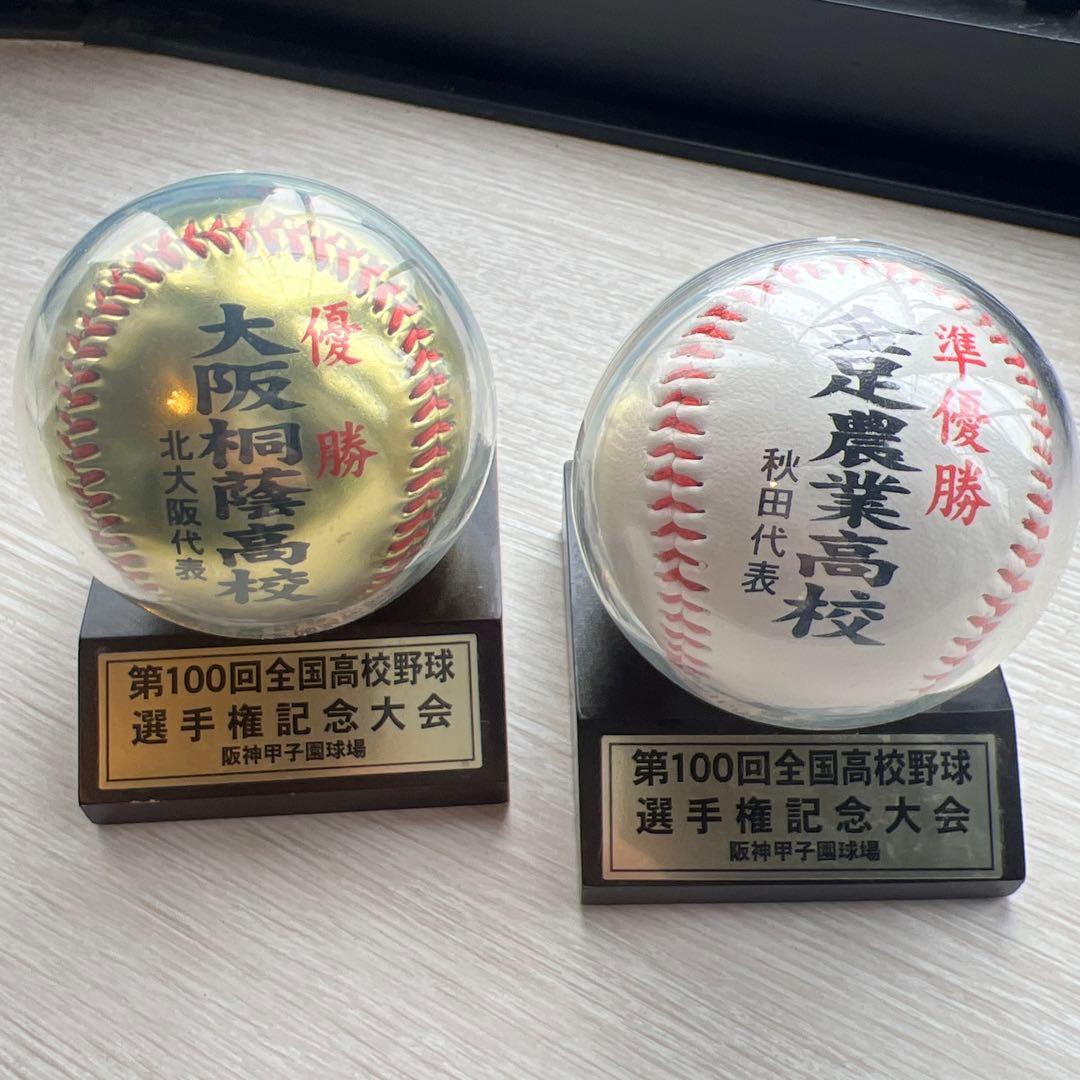 優勝
大阪桐蔭高校
北大阪代表
第100回全国高校野球
選手権記念大会
阪神甲子園球場
準優勝
金足農業高校
秋田代表
第100回全国高校野球
選手権記念大会
阪神甲子園球場